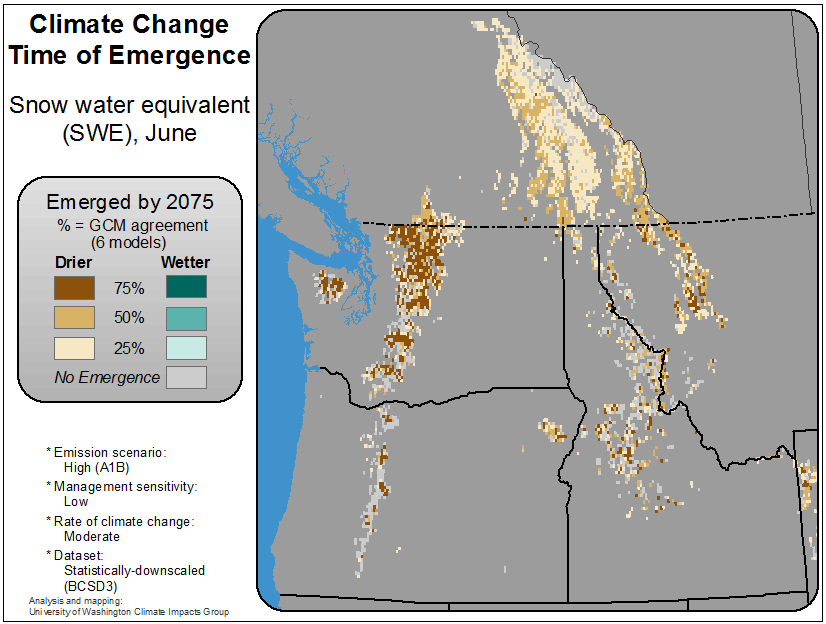 Climate Change
Time of Emergence
Snow water equivalent
(SWE), June
Emerged by 2075
% = GCM agreement
(6 models)
Drier Wetter
75%
50%
25%
No Emergence
* Emission scenario:
High (A1B)
* Management sensitivity:
Low
* Rate of climate change:
Moderate
* Dataset:
Statistically-downscaled
(BCSD3)
Analysis and mapping:
University of Washington Climate Impacts Group